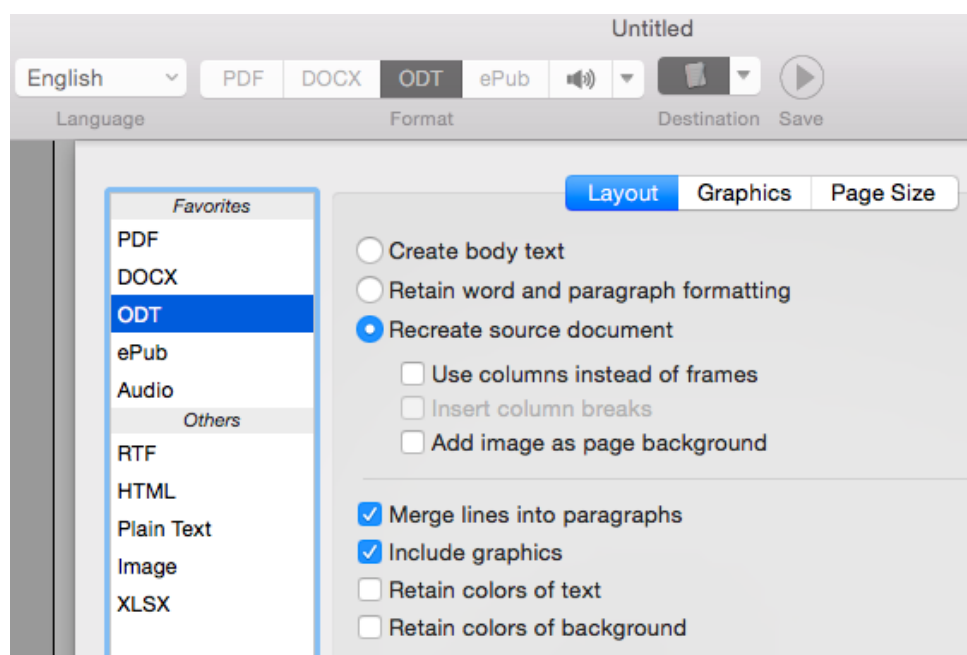 Untitled
English PDF DOCX ODT ePub
Language Format Destination Save
Layout Graphics Page Size
Favorites
PDF
DOCX
ODT
ePub
Audio
Others
RTF
HTML
Plain Text
Image
XLSX
Create body text
Retain word and paragraph formatting
Recreate source document
Use columns instead of frames
Insert column breaks
Add image as page background
Merge lines into paragraphs
Include graphics
Retain colors of text
Retain colors of background